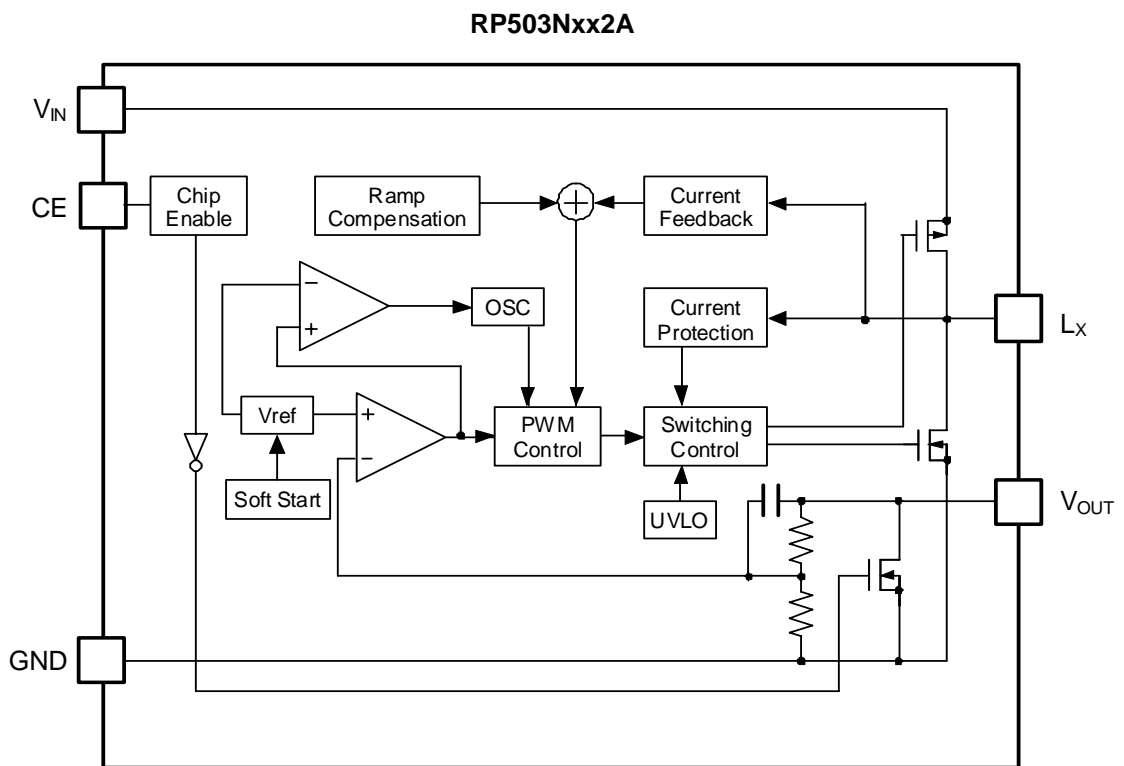 RP503Nxx2A
VIN
CE
Chip
Enable
Ramp
Compensation
+
Current
Feedback
−
+
OSC
Current
Protection
LX
Vref
+
−
PWM
Control
Switching
Control
Soft Start
UVLO
VOUT
GND